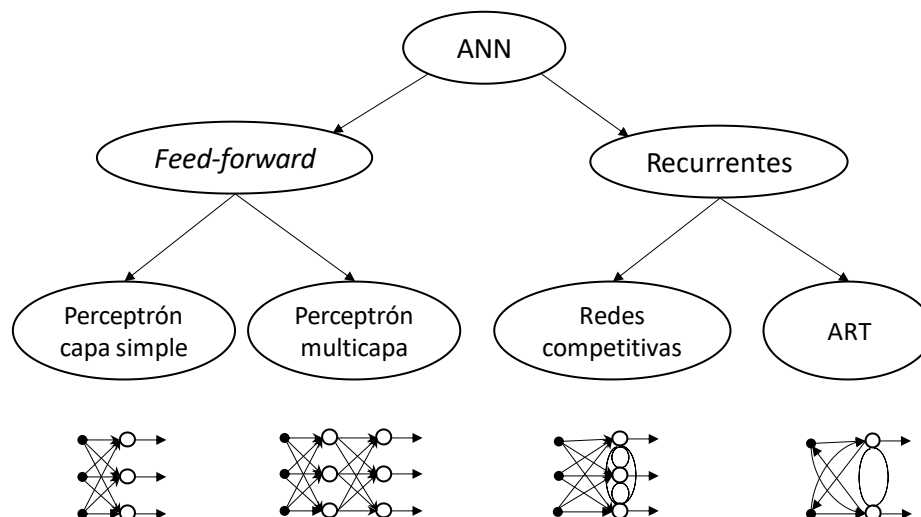 ANN
Feed-forward
Recurrentes
Perceptrón
capa simple
Perceptrón
multicapa
Redes
competitivas
ART